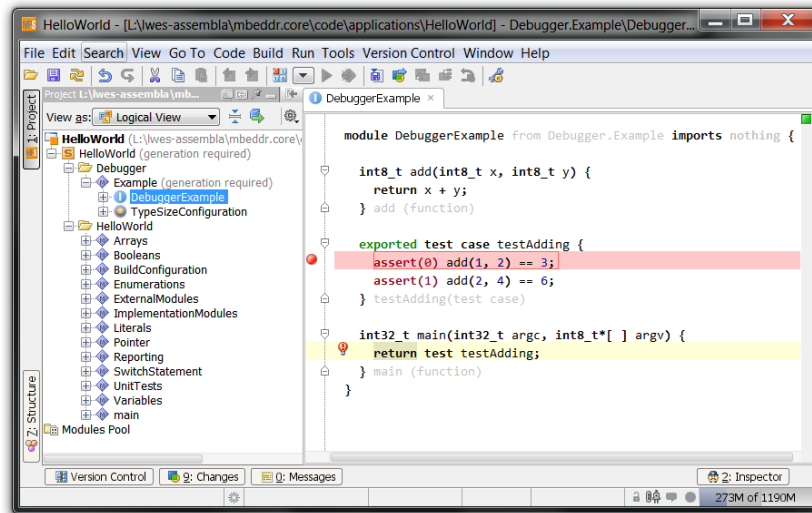 HelloWorld - [L:\lwes-assembla\mbeddr.core\code\applications\HelloWorld] - Debugger.Example\Debugger...
File Edit Search View Go To Code Build Run Tools Version Control Window Help
Project L:\lwes-assembla\mb...
DebuggerExample
1: Project
View as: Logical View
HelloWorld (L:\lwes-assembla\mbeddr.core\
HelloWorld (generation required)
Debugger
Example (generation required)
DebuggerExample
TypeSizeConfiguration
HelloWorld
Arrays
Booleans
BuildConfiguration
Enumerations
ExternalModules
ImplementationModules
Literals
Pointer
Reporting
SwitchStatement
UnitTests
Variables
main
Modules Pool
Z: Structure
module DebuggerExample from Debugger.Example imports nothing {
int8_t add(int8_t x, int8_t y) {
return x + y;
} add (function)
exported test case testAdding {
assert(0) add(1, 2) == 3;
assert(1) add(2, 4) == 6;
} testAdding(test case)
int32_t main(int32_t argc, int8_t*[ ] argv) {
return test testAdding;
} main (function)
}
Version Control
9: Changes
0: Messages
2: Inspector
273M of 1190M